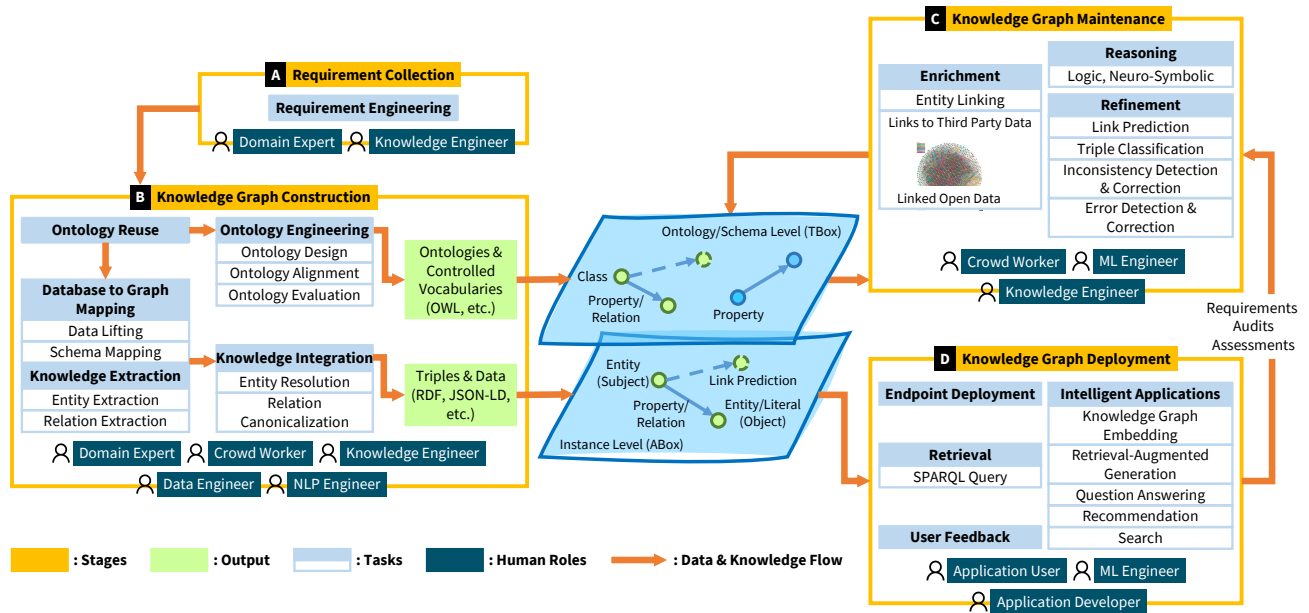 A Requirement Collection
Requirement Engineering
Domain Expert
Knowledge Engineer
B Knowledge Graph Construction
Ontology Reuse
Database to Graph
Mapping
Data Lifting
Schema Mapping
Knowledge Extraction
Entity Extraction
Relation Extraction
Ontology Engineering
Ontology Design
Ontology Alignment
Ontology Evaluation
Knowledge Integration
Entity Resolution
Relation
Canonicalization
Ontologies &
Controlled
Vocabularies
(OWL, etc.)
Triples & Data
(RDF, JSON-LD,
etc.)
Domain Expert
Crowd Worker
Knowledge Engineer
Data Engineer
NLP Engineer
Ontology/Schema Level (TBox)
Class
Property/
Relation
Property
Entity
(Subject)
Link Prediction
Property/
Relation
Entity/Literal
(Object)
Instance Level (ABox)
C Knowledge Graph Maintenance
Enrichment
Entity Linking
Links to Third Party Data
Linked Open Data
Reasoning
Logic, Neuro-Symbolic
Refinement
Link Prediction
Triple Classification
Inconsistency Detection
& Correction
Error Detection &
Correction
Crowd Worker
ML Engineer
Knowledge Engineer
Requirements
Audits
Assessments
D Knowledge Graph Deployment
Endpoint Deployment
Retrieval
SPARQL Query
User Feedback
Intelligent Applications
Knowledge Graph
Embedding
Retrieval-Augmented
Generation
Question Answering
Recommendation
Search
Application User
ML Engineer
Application Developer
: Stages
: Output
: Tasks
: Human Roles
: Data & Knowledge Flow